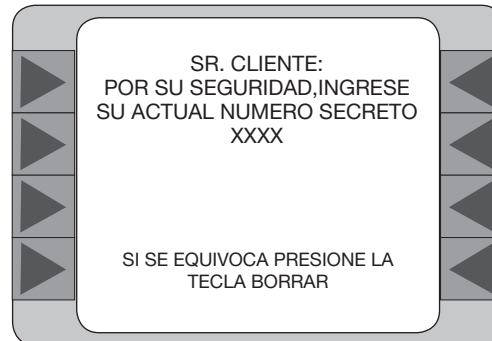 SR. CLIENTE:
POR SU SEGURIDAD,INGRESE
SU ACTUAL NUMERO SECRETO
XXXX
SI SE EQUIVOCA PRESIONE LA
TECLA BORRAR